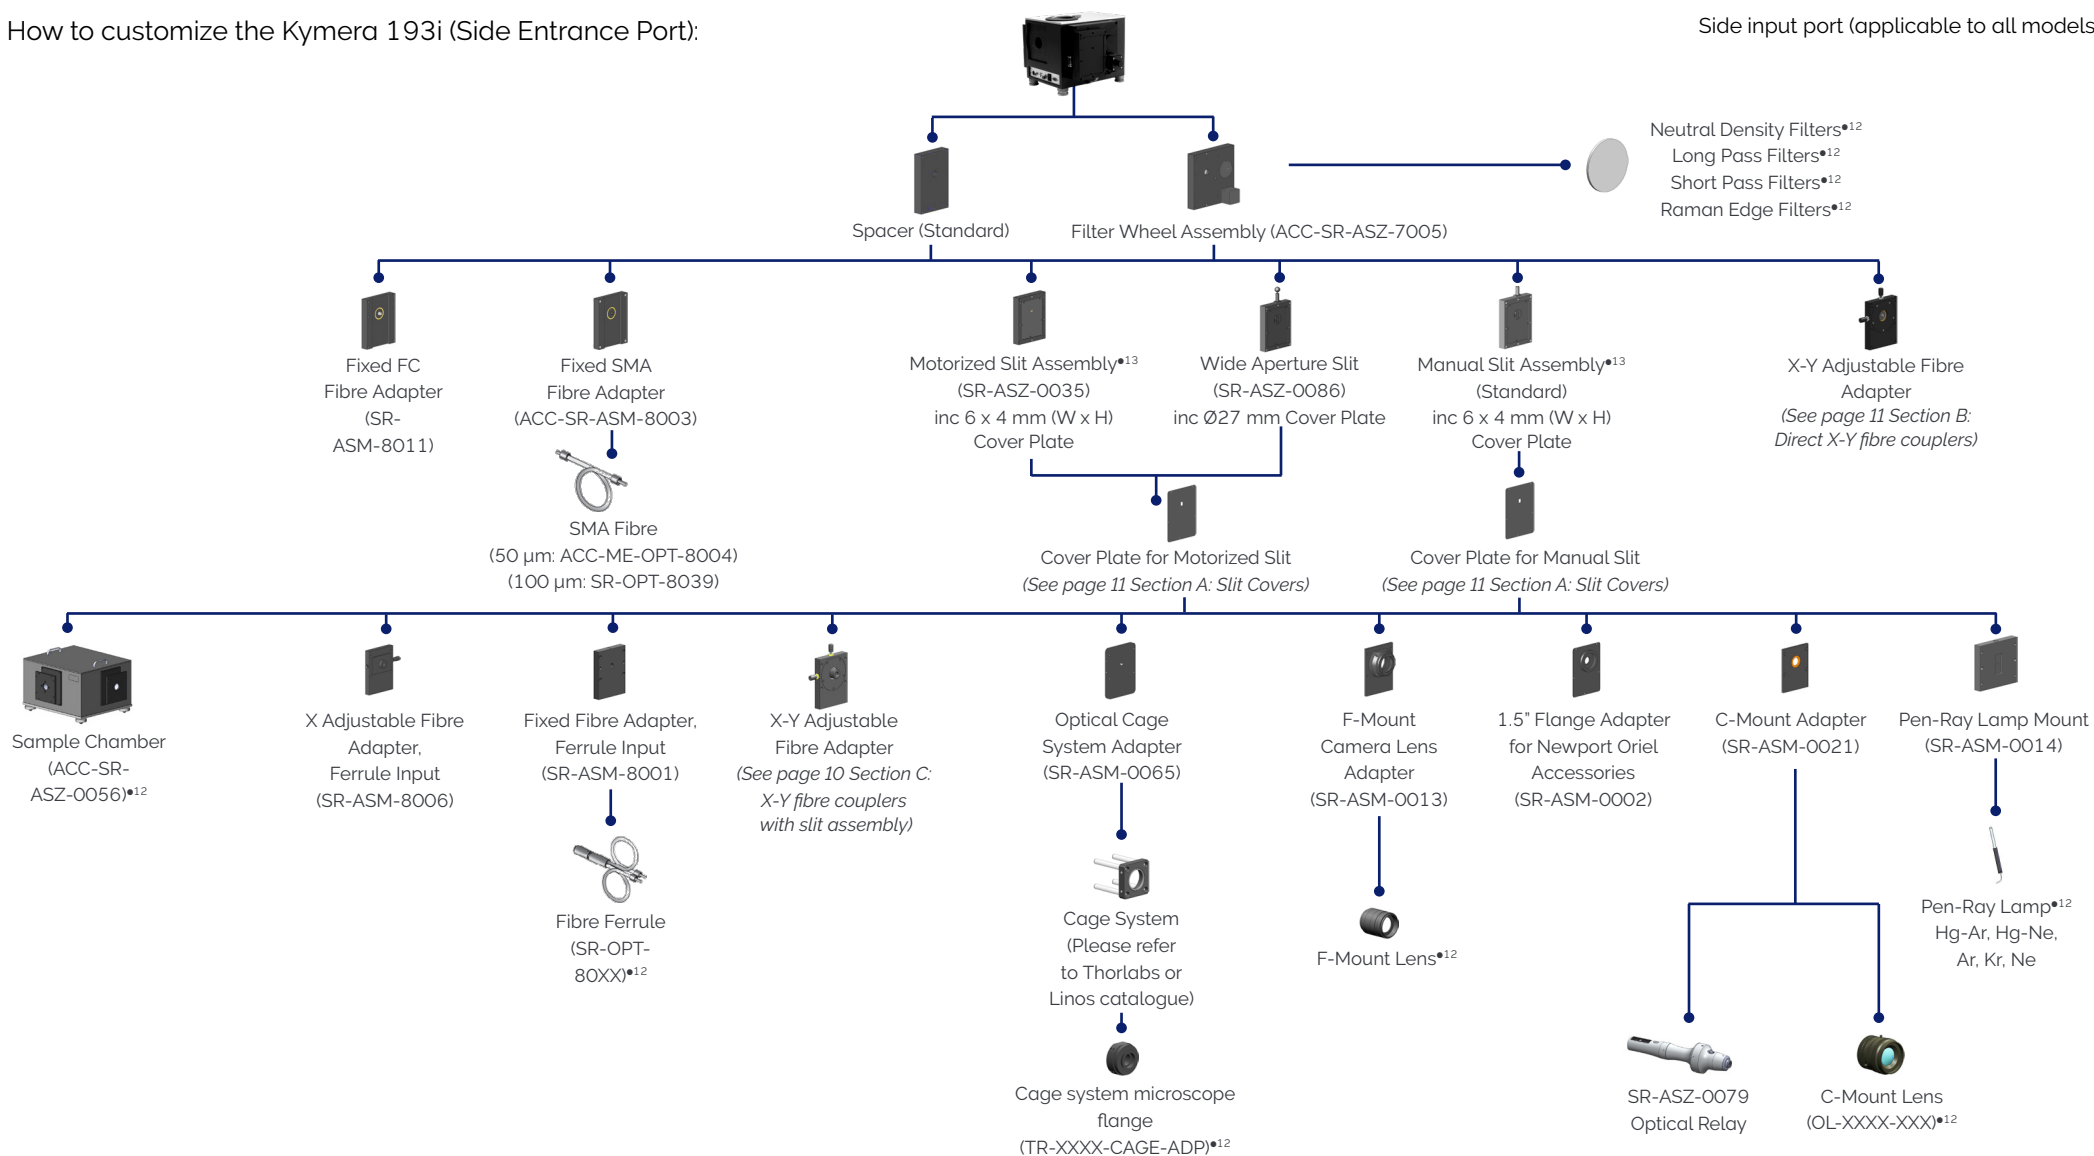 How to customize the Kymera 193i (Side Entrance Port):
Side input port (applicable to all models
Neutral Density Filters●12
Long Pass Filters●12
Short Pass Filters●12
Raman Edge Filters●12
Spacer (Standard)
Filter Wheel Assembly (ACC-SR-ASZ-7005)
Fixed FC
Fibre Adapter
(SR-
ASM-8011)
Fixed SMA
Fibre Adapter
(ACC-SR-ASM-8003)
Motorized Slit Assembly●13
(SR-ASZ-0035)
inc 6 x 4 mm (W x H)
Cover Plate
Wide Aperture Slit
(SR-ASZ-0086)
inc Ø27 mm Cover Plate
Manual Slit Assembly●13
(Standard)
inc 6 x 4 mm (W x H)
Cover Plate
X-Y Adjustable Fibre
Adapter
(See page 11 Section B:
Direct X-Y fibre couplers)
SMA Fibre
(50 µm: ACC-ME-OPT-8004)
(100 µm: SR-OPT-8039)
Cover Plate for Motorized Slit
(See page 11 Section A: Slit Covers)
Cover Plate for Manual Slit
(See page 11 Section A: Slit Covers)
Sample Chamber
(ACC-SR-
ASZ-0056)●12
X Adjustable Fibre
Adapter,
Ferrule Input
(SR-ASM-8006)
Fixed Fibre Adapter,
Ferrule Input
(SR-ASM-8001)
X-Y Adjustable
Fibre Adapter
(See page 10 Section C:
X-Y fibre couplers
with slit assembly)
Optical Cage
System Adapter
(SR-ASM-0065)
F-Mount
Camera Lens
Adapter
(SR-ASM-0013)
1.5” Flange Adapter
for Newport Oriel
Accessories
(SR-ASM-0002)
C-Mount Adapter
(SR-ASM-0021)
Pen-Ray Lamp Mount
(SR-ASM-0014)
Fibre Ferrule
(SR-OPT-
80XX)●12
Cage System
(Please refer
to Thorlabs or
Linos catalogue)
F-Mount Lens●12
Pen-Ray Lamp●12
Hg-Ar, Hg-Ne,
Ar, Kr, Ne
Cage system microscope
flange
(TR-XXXX-CAGE-ADP)●12
SR-ASZ-0079
Optical Relay
C-Mount Lens
(OL-XXXX-XXX)●12